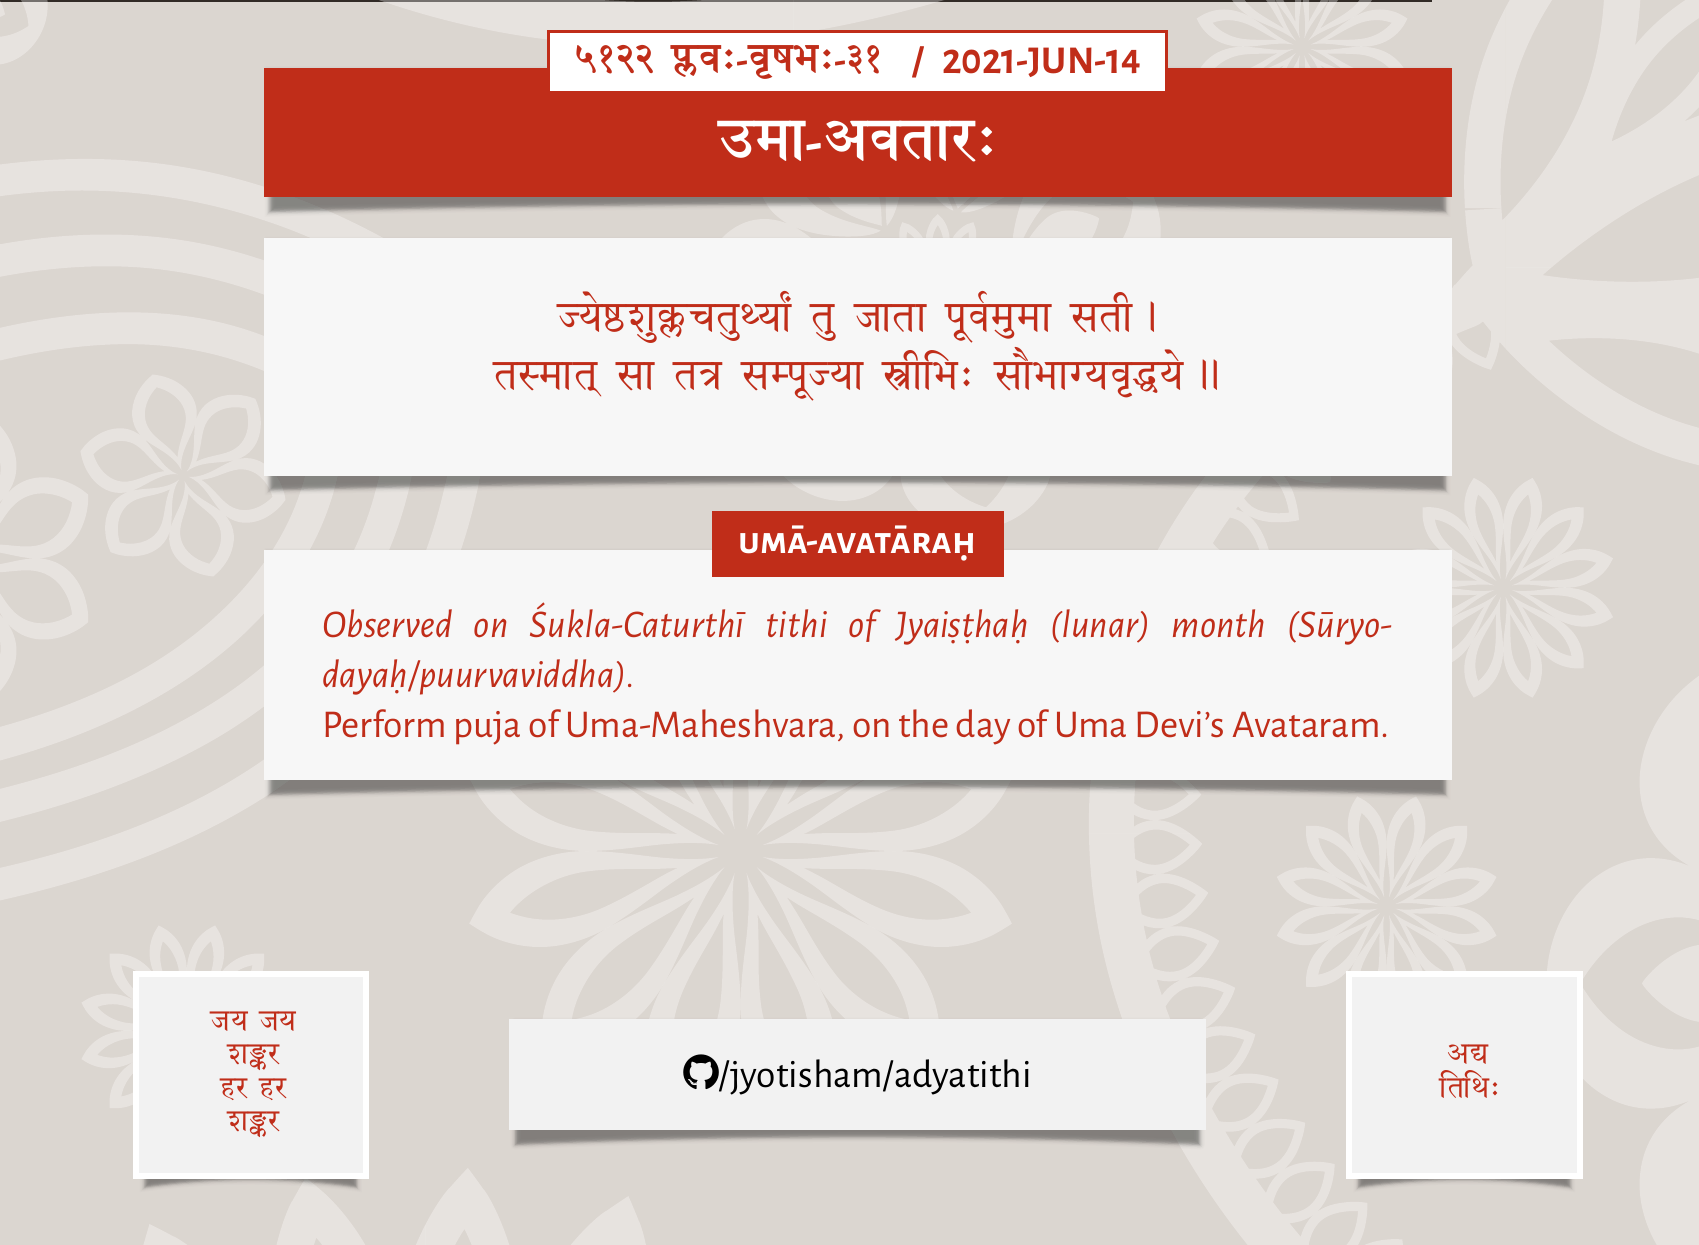 ५१२२ प्लवः-वृषभः-३१ / 2021-JUN-14
उमा-अवतारः
ज्येष्ठशुक्लचतुर्थ्यां तु जाता पूर्वमुमा सती।
तस्मात् सा तत्र सम्पूज्या स्त्रीभिः सौभाग्यवृद्धये॥
UMĀ-AVATĀRAḤ
Observed on Śukla-Caturthī tithi of Jyaiṣṭhaḥ (lunar) month (Sūryo-
dayaḥ/puurvaviddha).
Perform puja of Uma-Maheshvara, on the day of Uma Devi’s Avataram.
जय जय
शङ्कर
हर हर
शङ्कर
/jyotisham/adyatithi
अद्य
तिथिः